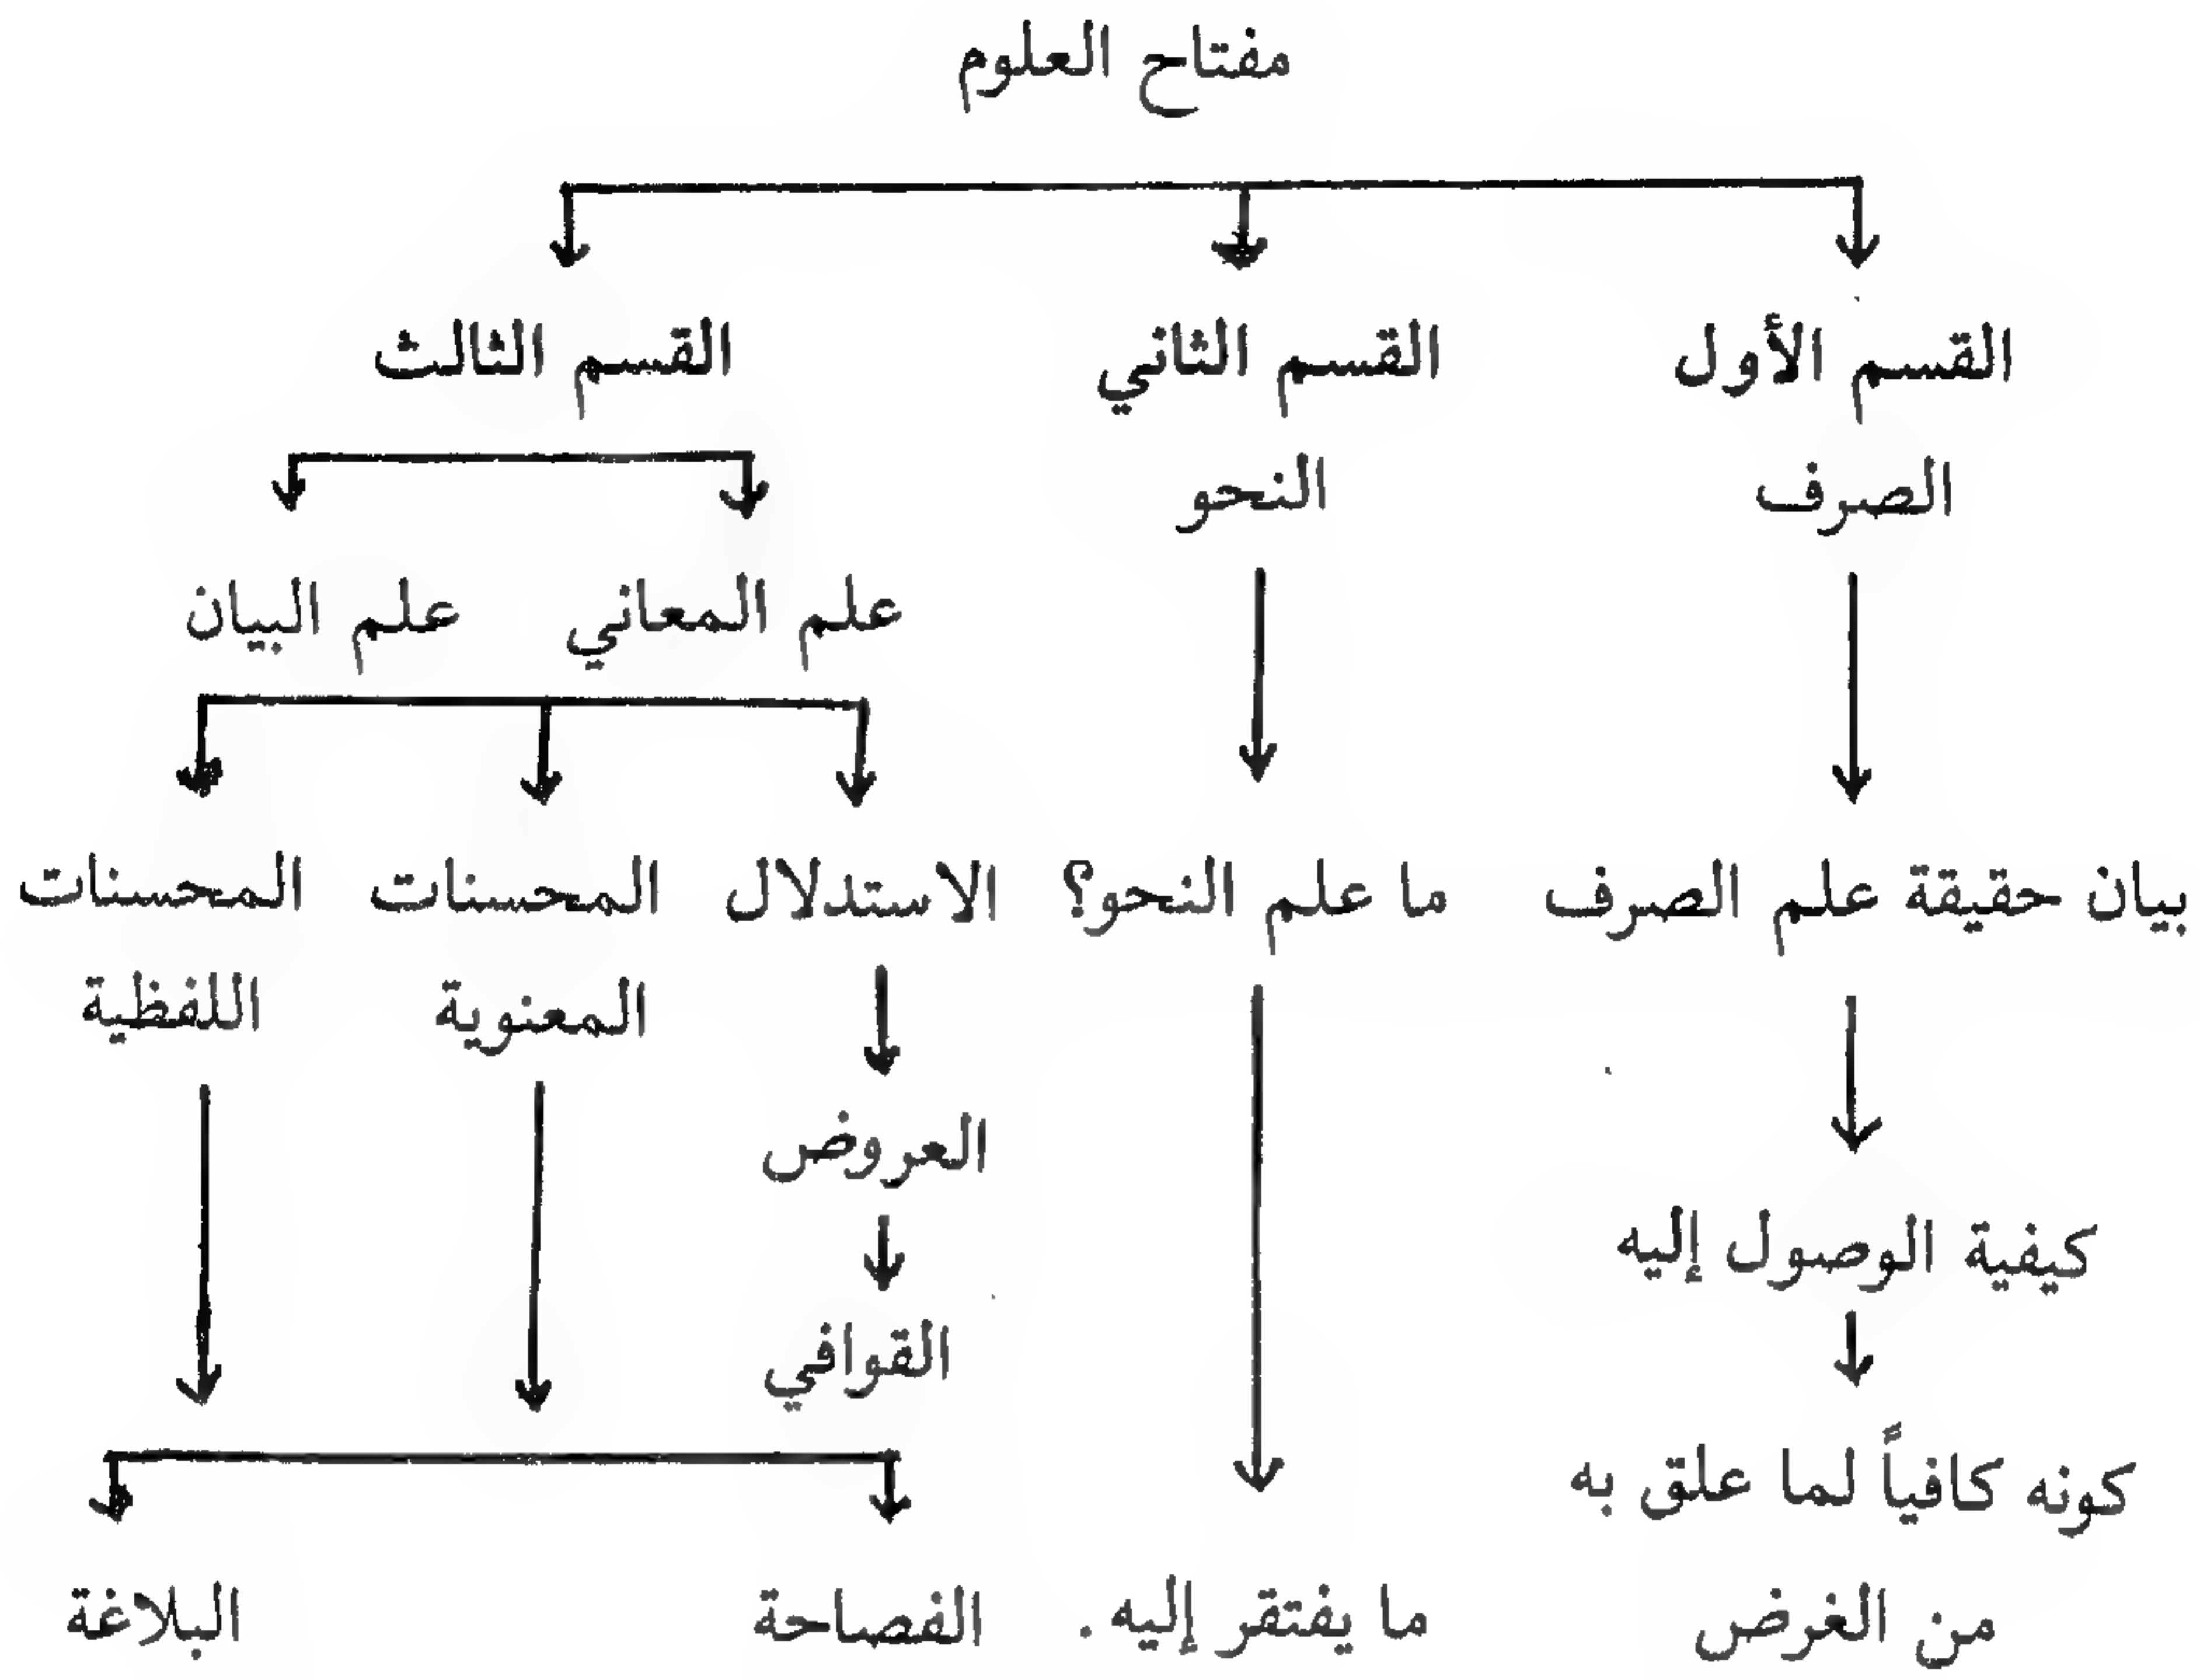 مفتاح العلوم
القسم الأول القسم الثاني القسم الثالث
الصرف النحو
علم المعاني علم البيان
بيان حقيقة علم الصرف ما علم النحو؟ الاستدلال المحسنات المحسنات
المعنوية اللفظية
العروض
كيفية الوصول إليه
القوافي
كونه كافياً لما علق به
من الغرض ما يفتقر إليه . الفصاحة البلاغة